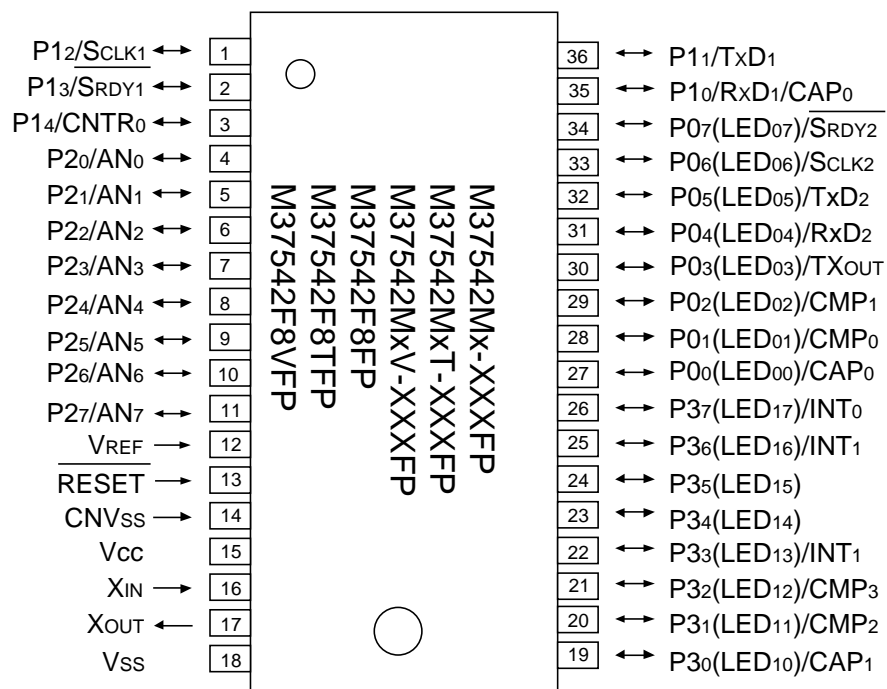 P12/SCLK1
P13/SRDY1
P14/CNTR0
P20/AN0
P21/AN1
P22/AN2
P23/AN3
P24/AN4
P25/AN5
P26/AN6
P27/AN7
VREF
RESET
CNVSS
VCC
XIN
XOUT
VSS
1
2
3
4
5
6
7
8
9
10
11
12
13
14
15
16
17
18
M37542F8VFP
M37542F8TFP
M37542F8FP
M37542MxV-XXXFP
M37542MxT-XXXFP
M37542Mx-XXXFP
36
35
34
33
32
31
30
29
28
27
26
25
24
23
22
21
20
19
P11/TXD1
P10/RXD1/CAP0
P07(LED07)/SRDY2
P06(LED06)/SCLK2
P05(LED05)/TxD2
P04(LED04)/RxD2
P03(LED03)/TXOUT
P02(LED02)/CMP1
P01(LED01)/CMP0
P00(LED00)/CAP0
P37(LED17)/INT0
P36(LED16)/INT1
P35(LED15)
P34(LED14)
P33(LED13)/INT1
P32(LED12)/CMP3
P31(LED11)/CMP2
P30(LED10)/CAP1